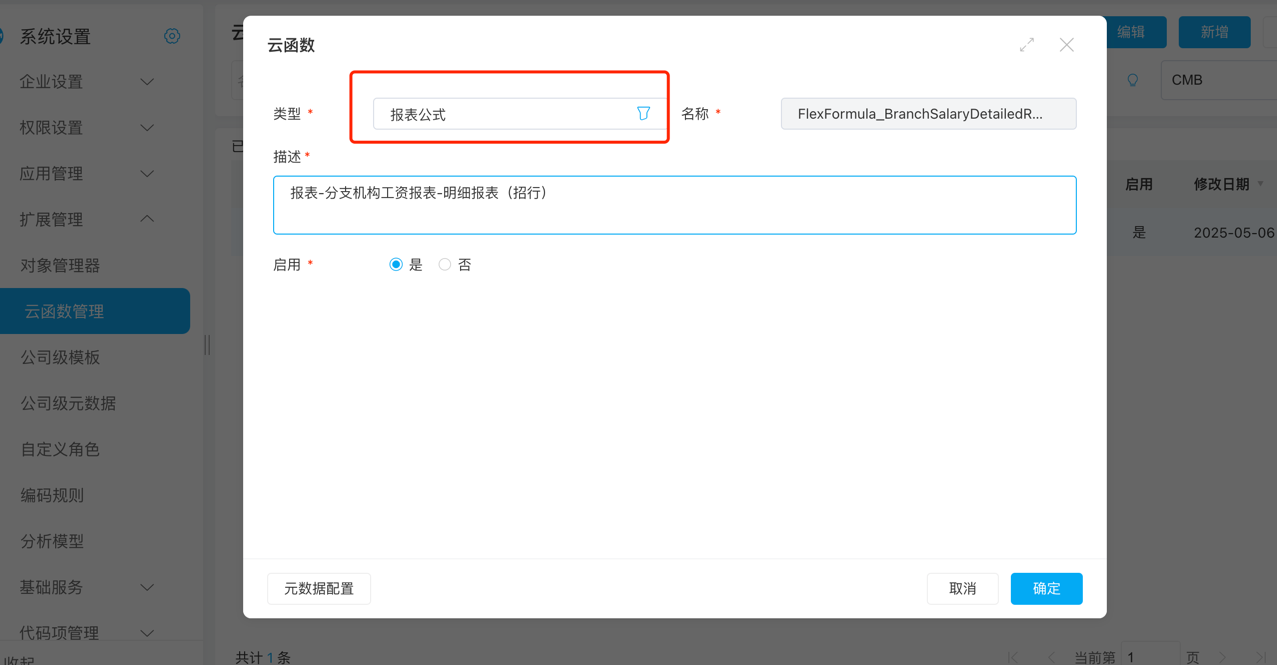 系统设置
企业设置
权限设置
应用管理
扩展管理
对象管理器
云函数管理
公司级模板
公司级元数据
自定义角色
编码规则
分析模型
基础服务
代码项管理
收起
云函数
类型 * 报表公式 名称 * FlexFormula_BranchSalaryDetailedR...
描述 *
报表-分支机构工资报表-明细报表（招行）
启用 * 是 否
元数据配置 取消 确定
编辑 新增
CMB
启用 修改日期
是 2025-05-06
共计 1 条 当前第 1 页